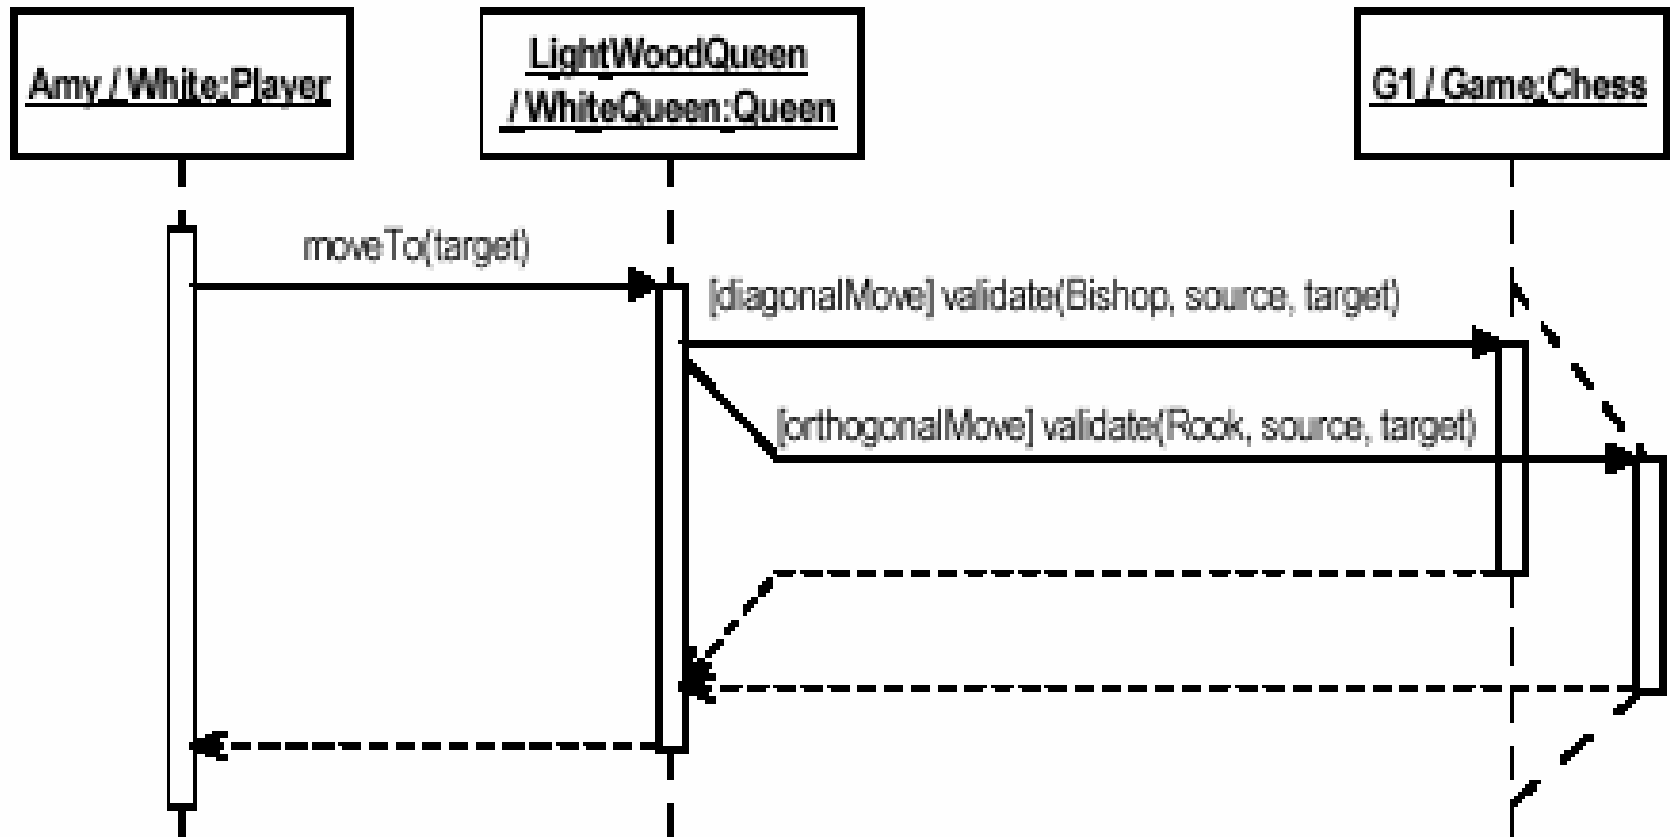 Amy / White:Player
LightWoodQueen
/ WhiteQueen:Queen
G1 / Game:Chess
moveTo(target)
[diagonalMove] validate(Bishop, source, target)
[orthogonalMove] validate(Rook, source, target)